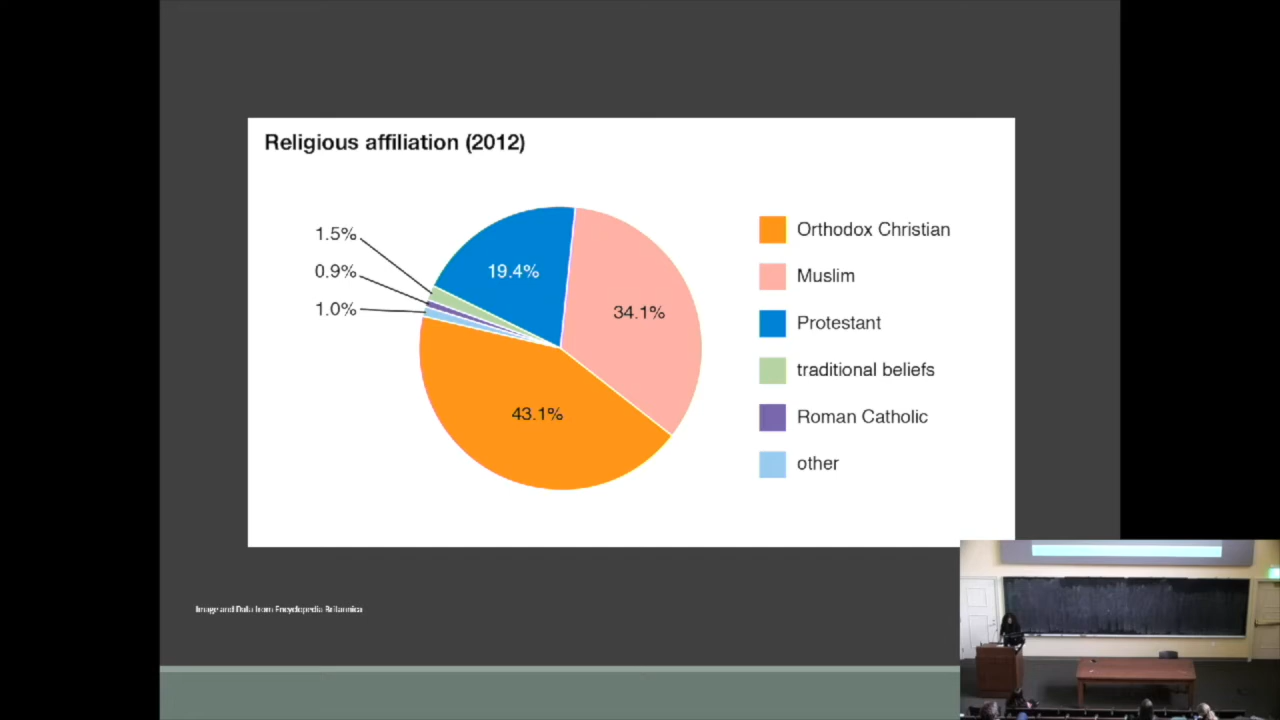 Religious affiliation (2012)
1.5%
0.9%
1.0%
19.4%
34.1%
43.1%
Orthodox Christian
Muslim
Protestant
traditional beliefs
Roman Catholic
other
Image and Data from Encyclopedia Britannica